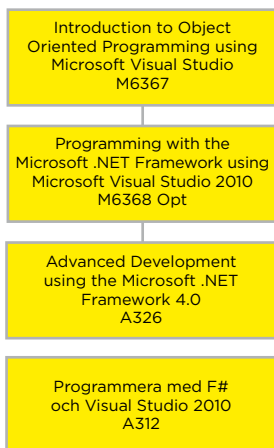 Introduction to Object
Oriented Programming using
Microsoft Visual Studio
M6367
Programming with the
Microsoft .NET Framework using
Microsoft Visual Studio 2010
M6368 Opt
Advanced Development
using the Microsoft .NET
Framework 4.0
A326
Programmera med F#
och Visual Studio 2010
A312